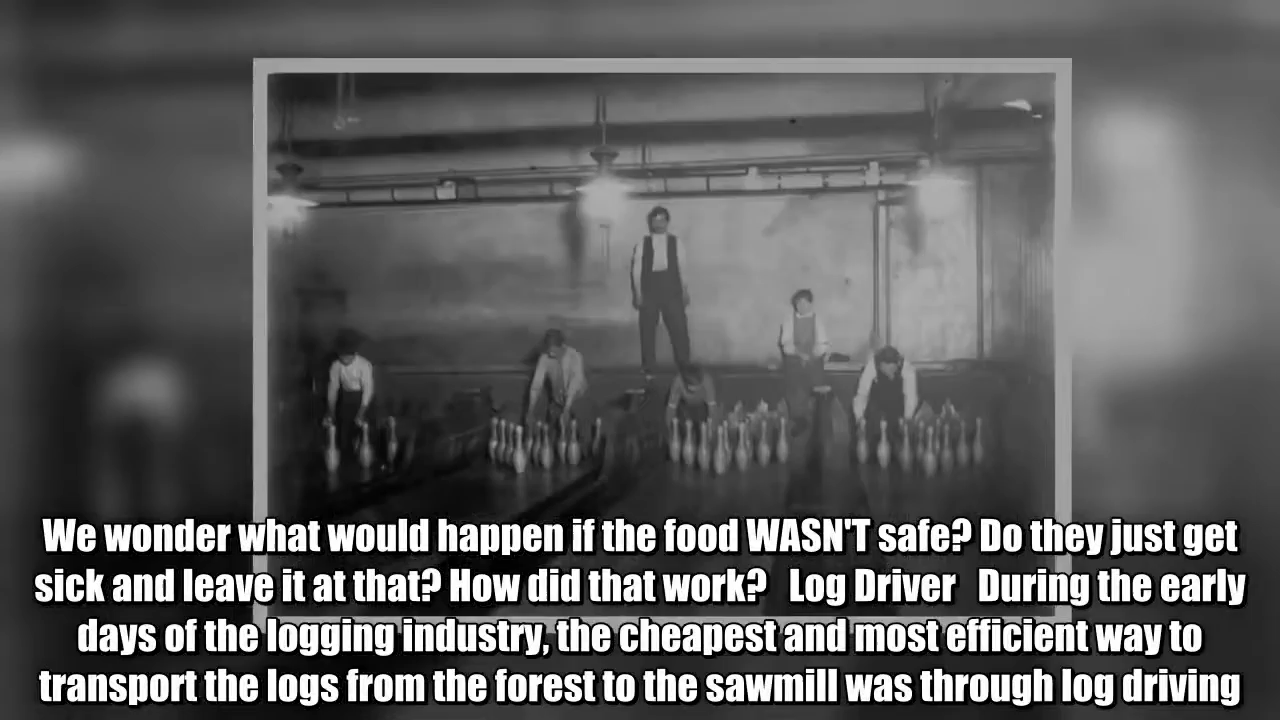 We wonder what would happen if the food WASN'T safe? Do they just get
sick and leave it at that? How did that work?   Log Driver   During the early
days of the logging industry, the cheapest and most efficient way to
transport the logs from the forest to the sawmill was through log driving